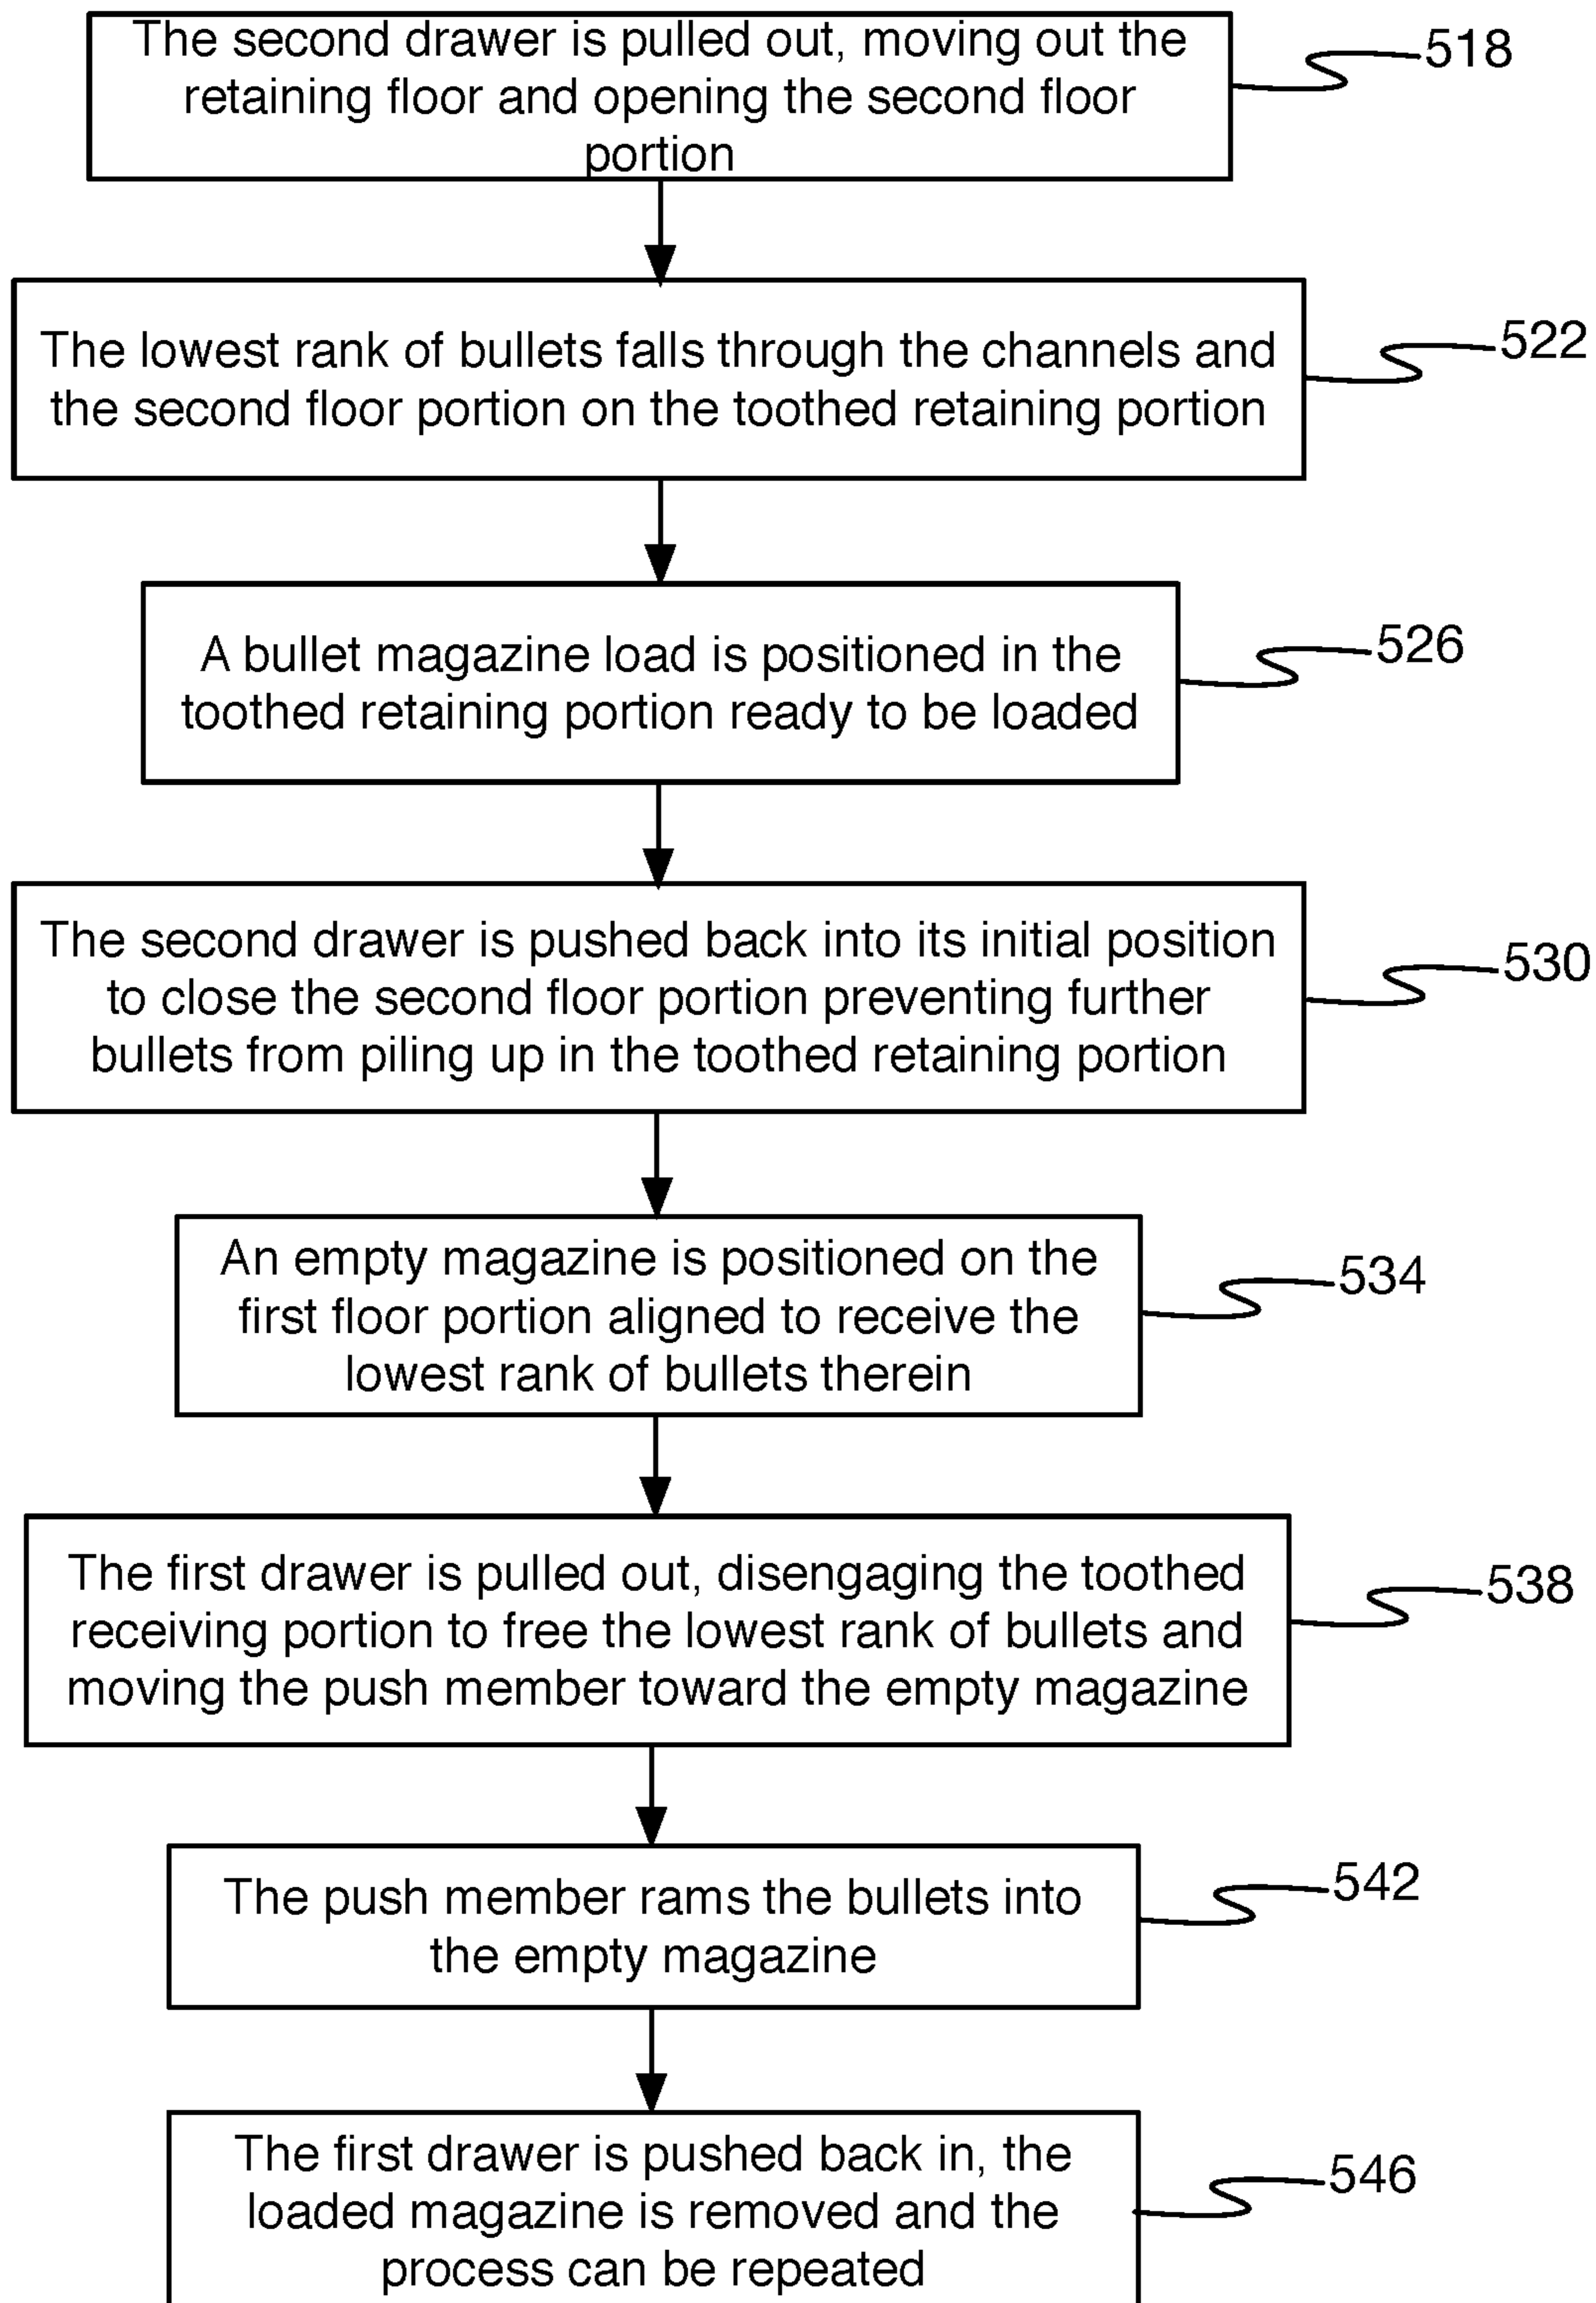 The second drawer is pulled out, moving out the
retaining floor and opening the second floor
portion
518
The lowest rank of bullets falls through the channels and
the second floor portion on the toothed retaining portion
522
A bullet magazine load is positioned in the
toothed retaining portion ready to be loaded
526
The second drawer is pushed back into its initial position
to close the second floor portion preventing further
bullets from piling up in the toothed retaining portion
530
An empty magazine is positioned on the
first floor portion aligned to receive the
lowest rank of bullets therein
534
The first drawer is pulled out, disengaging the toothed
receiving portion to free the lowest rank of bullets and
moving the push member toward the empty magazine
538
The push member rams the bullets into
the empty magazine
542
The first drawer is pushed back in, the
loaded magazine is removed and the
process can be repeated
546